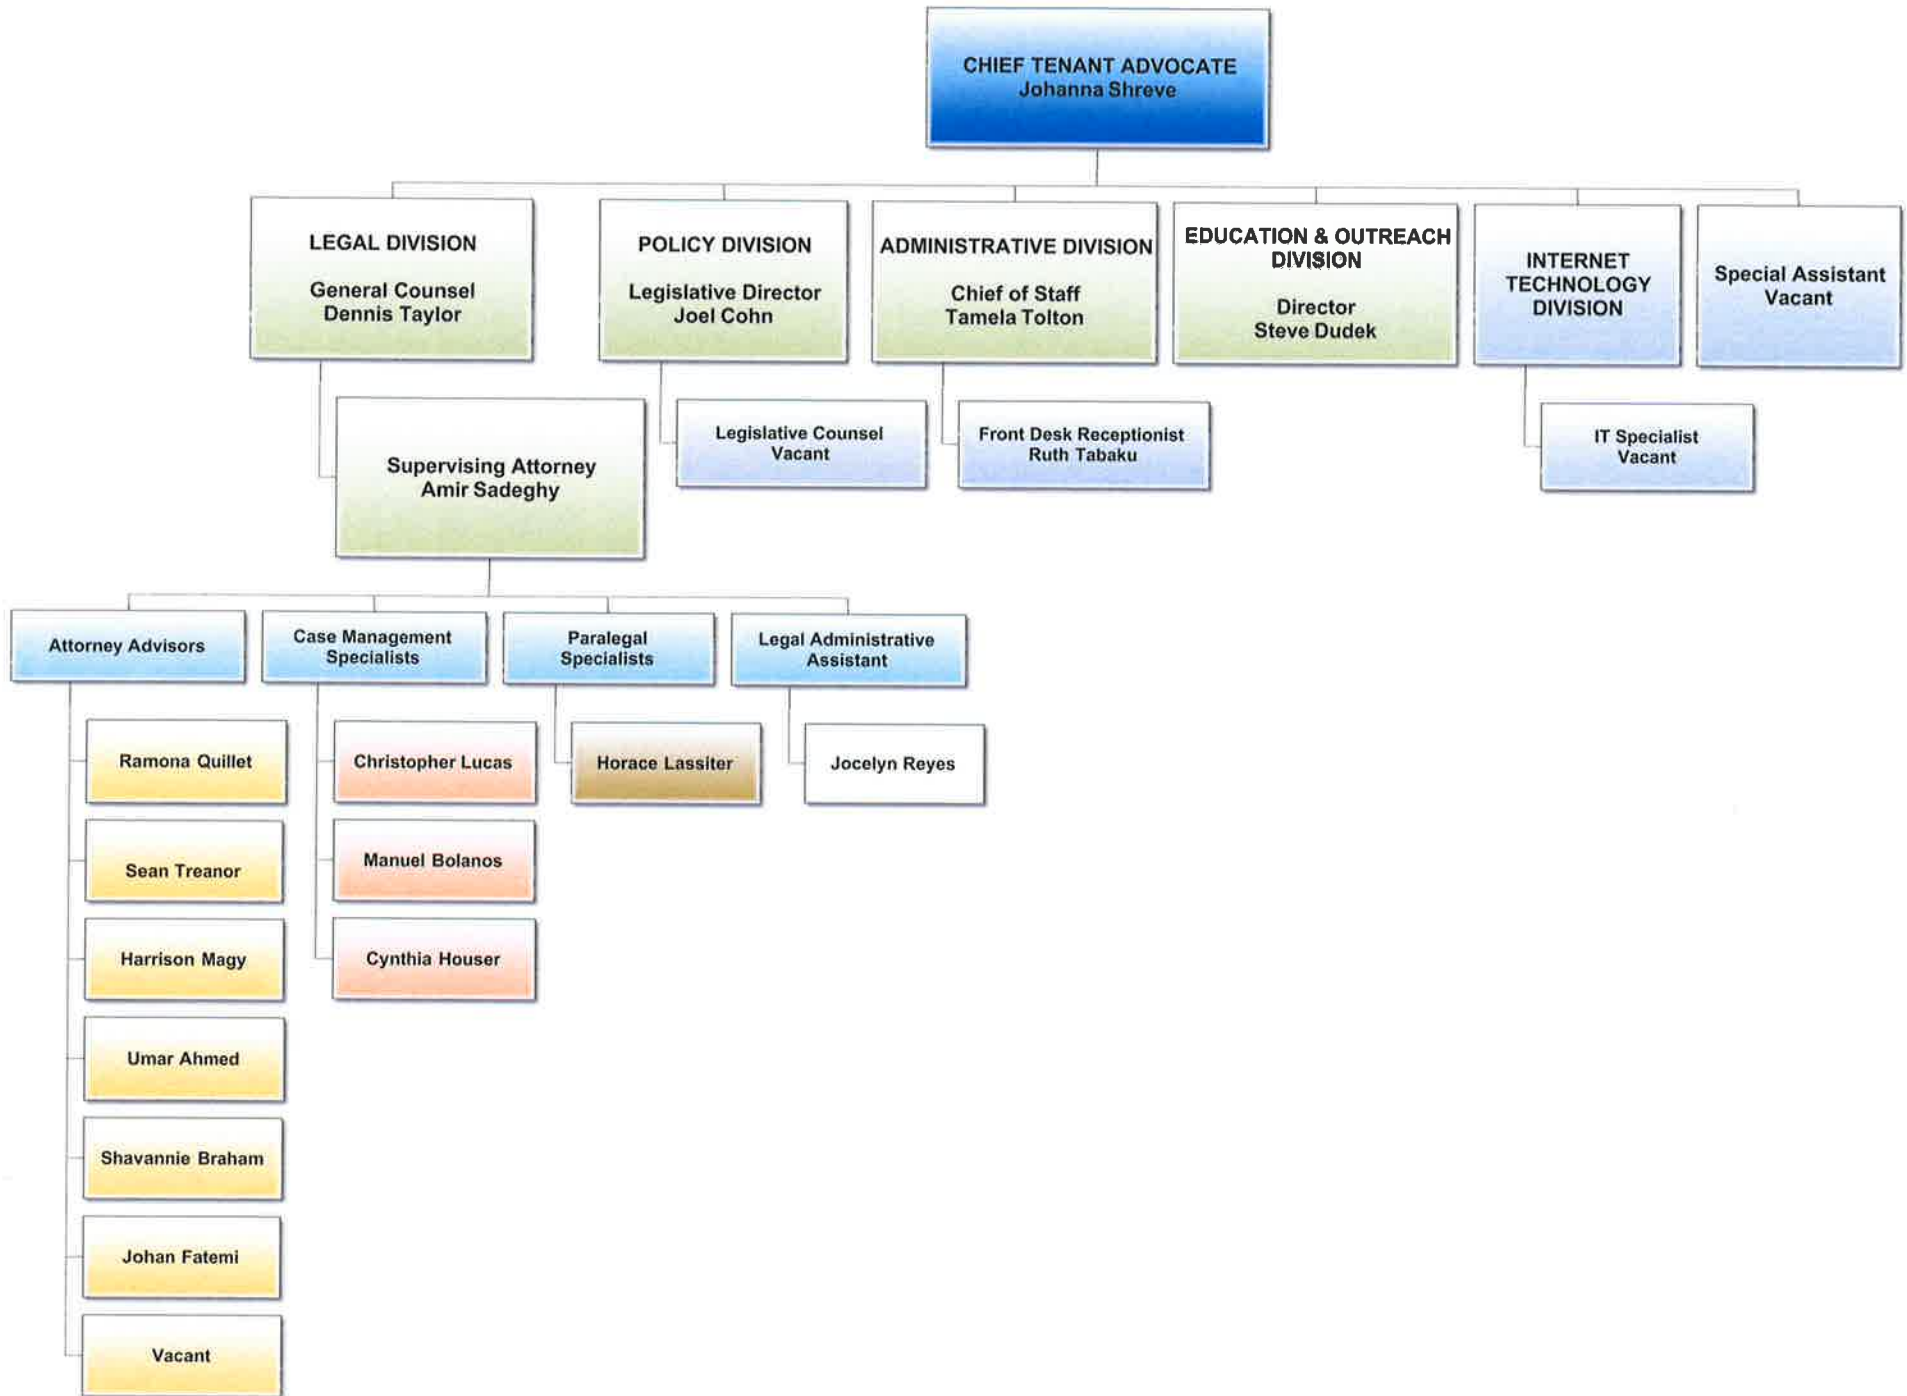 CHIEF TENANT ADVOCATE
Johanna Shreve
LEGAL DIVISION
General Counsel
Dennis Taylor
POLICY DIVISION
Legislative Director
Joel Cohn
ADMINISTRATIVE DIVISION
Chief of Staff
Tamela Tolton
EDUCATION & OUTREACH
DIVISION
Director
Steve Dudek
INTERNET
TECHNOLOGY
DIVISION
Special Assistant
Vacant
Supervising Attorney
Amir Sadeghy
Legislative Counsel
Vacant
Front Desk Receptionist
Ruth Tabaku
IT Specialist
Vacant
Attorney Advisors
Case Management
Specialists
Paralegal
Specialists
Legal Administrative
Assistant
Ramona Quillet
Sean Treanor
Harrison Magy
Umar Ahmed
Shavannie Braham
Johan Fatemi
Vacant
Christopher Lucas
Manuel Bolanos
Cynthia Houser
Horace Lassiter
Jocelyn Reyes